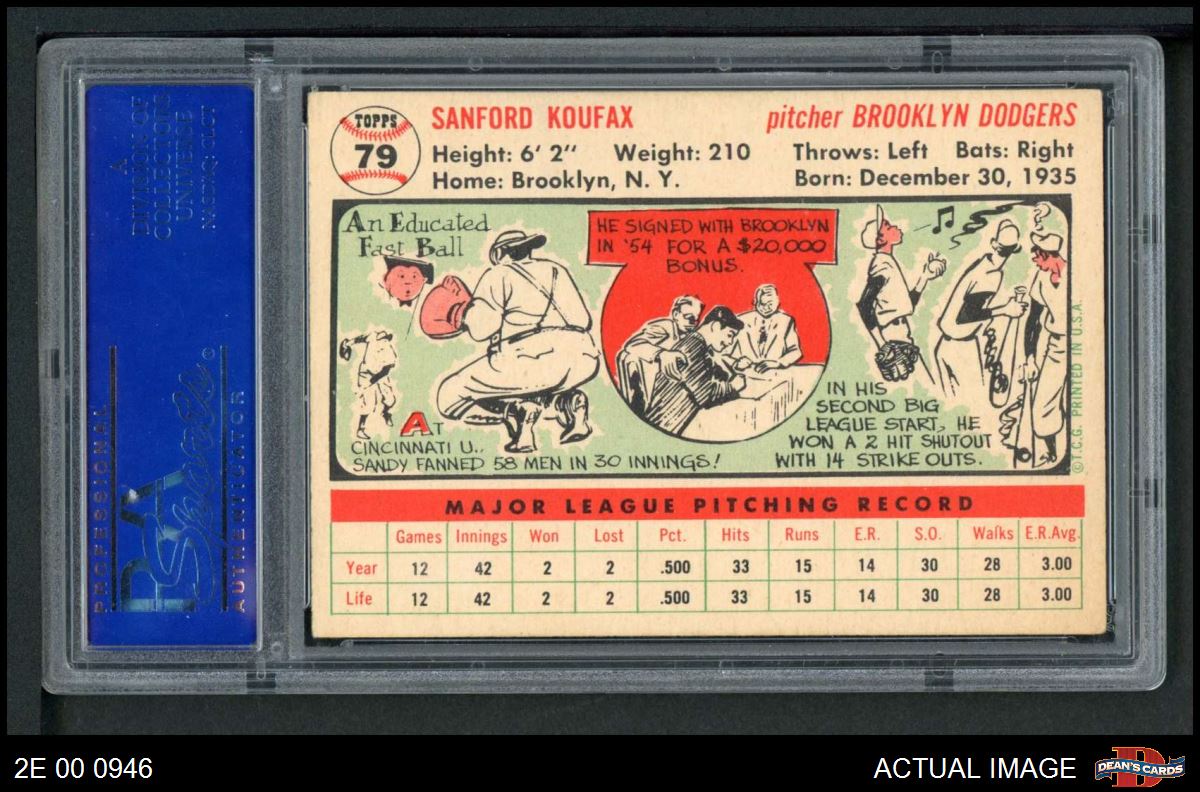 A
DIVISION OF
COLLECTORS
UNIVERSE
NASDAQ: CLCT
PROFESSIONAL
PSA
Sports
AUTHENTICATOR
TOPPS
79
SANFORD KOUFAX
pitcher BROOKLYN DODGERS
Height: 6' 2" Weight: 210 Throws: Left Bats: Right
Home: Brooklyn, N. Y. Born: December 30, 1935
An Educated
Fast Ball
AT
CINCINNATI U.,
SANDY FANNED 58 MEN IN 30 INNINGS!
HE SIGNED WITH BROOKLYN
IN '54 FOR A $20,000
BONUS.
IN HIS
SECOND BIG
LEAGUE START, HE
WON A 2 HIT SHUTOUT
WITH 14 STRIKE OUTS.
©T.C.G. PRINTED IN U.S.A.
MAJOR LEAGUE PITCHING RECORD
Games Innings Won Lost Pct. Hits Runs E.R. S.O. Walks E.R.Avg.
Year 12 42 2 2 .500 33 15 14 30 28 3.00
Life 12 42 2 2 .500 33 15 14 30 28 3.00
2E 00 0946
ACTUAL IMAGE
DEAN'S CARDS